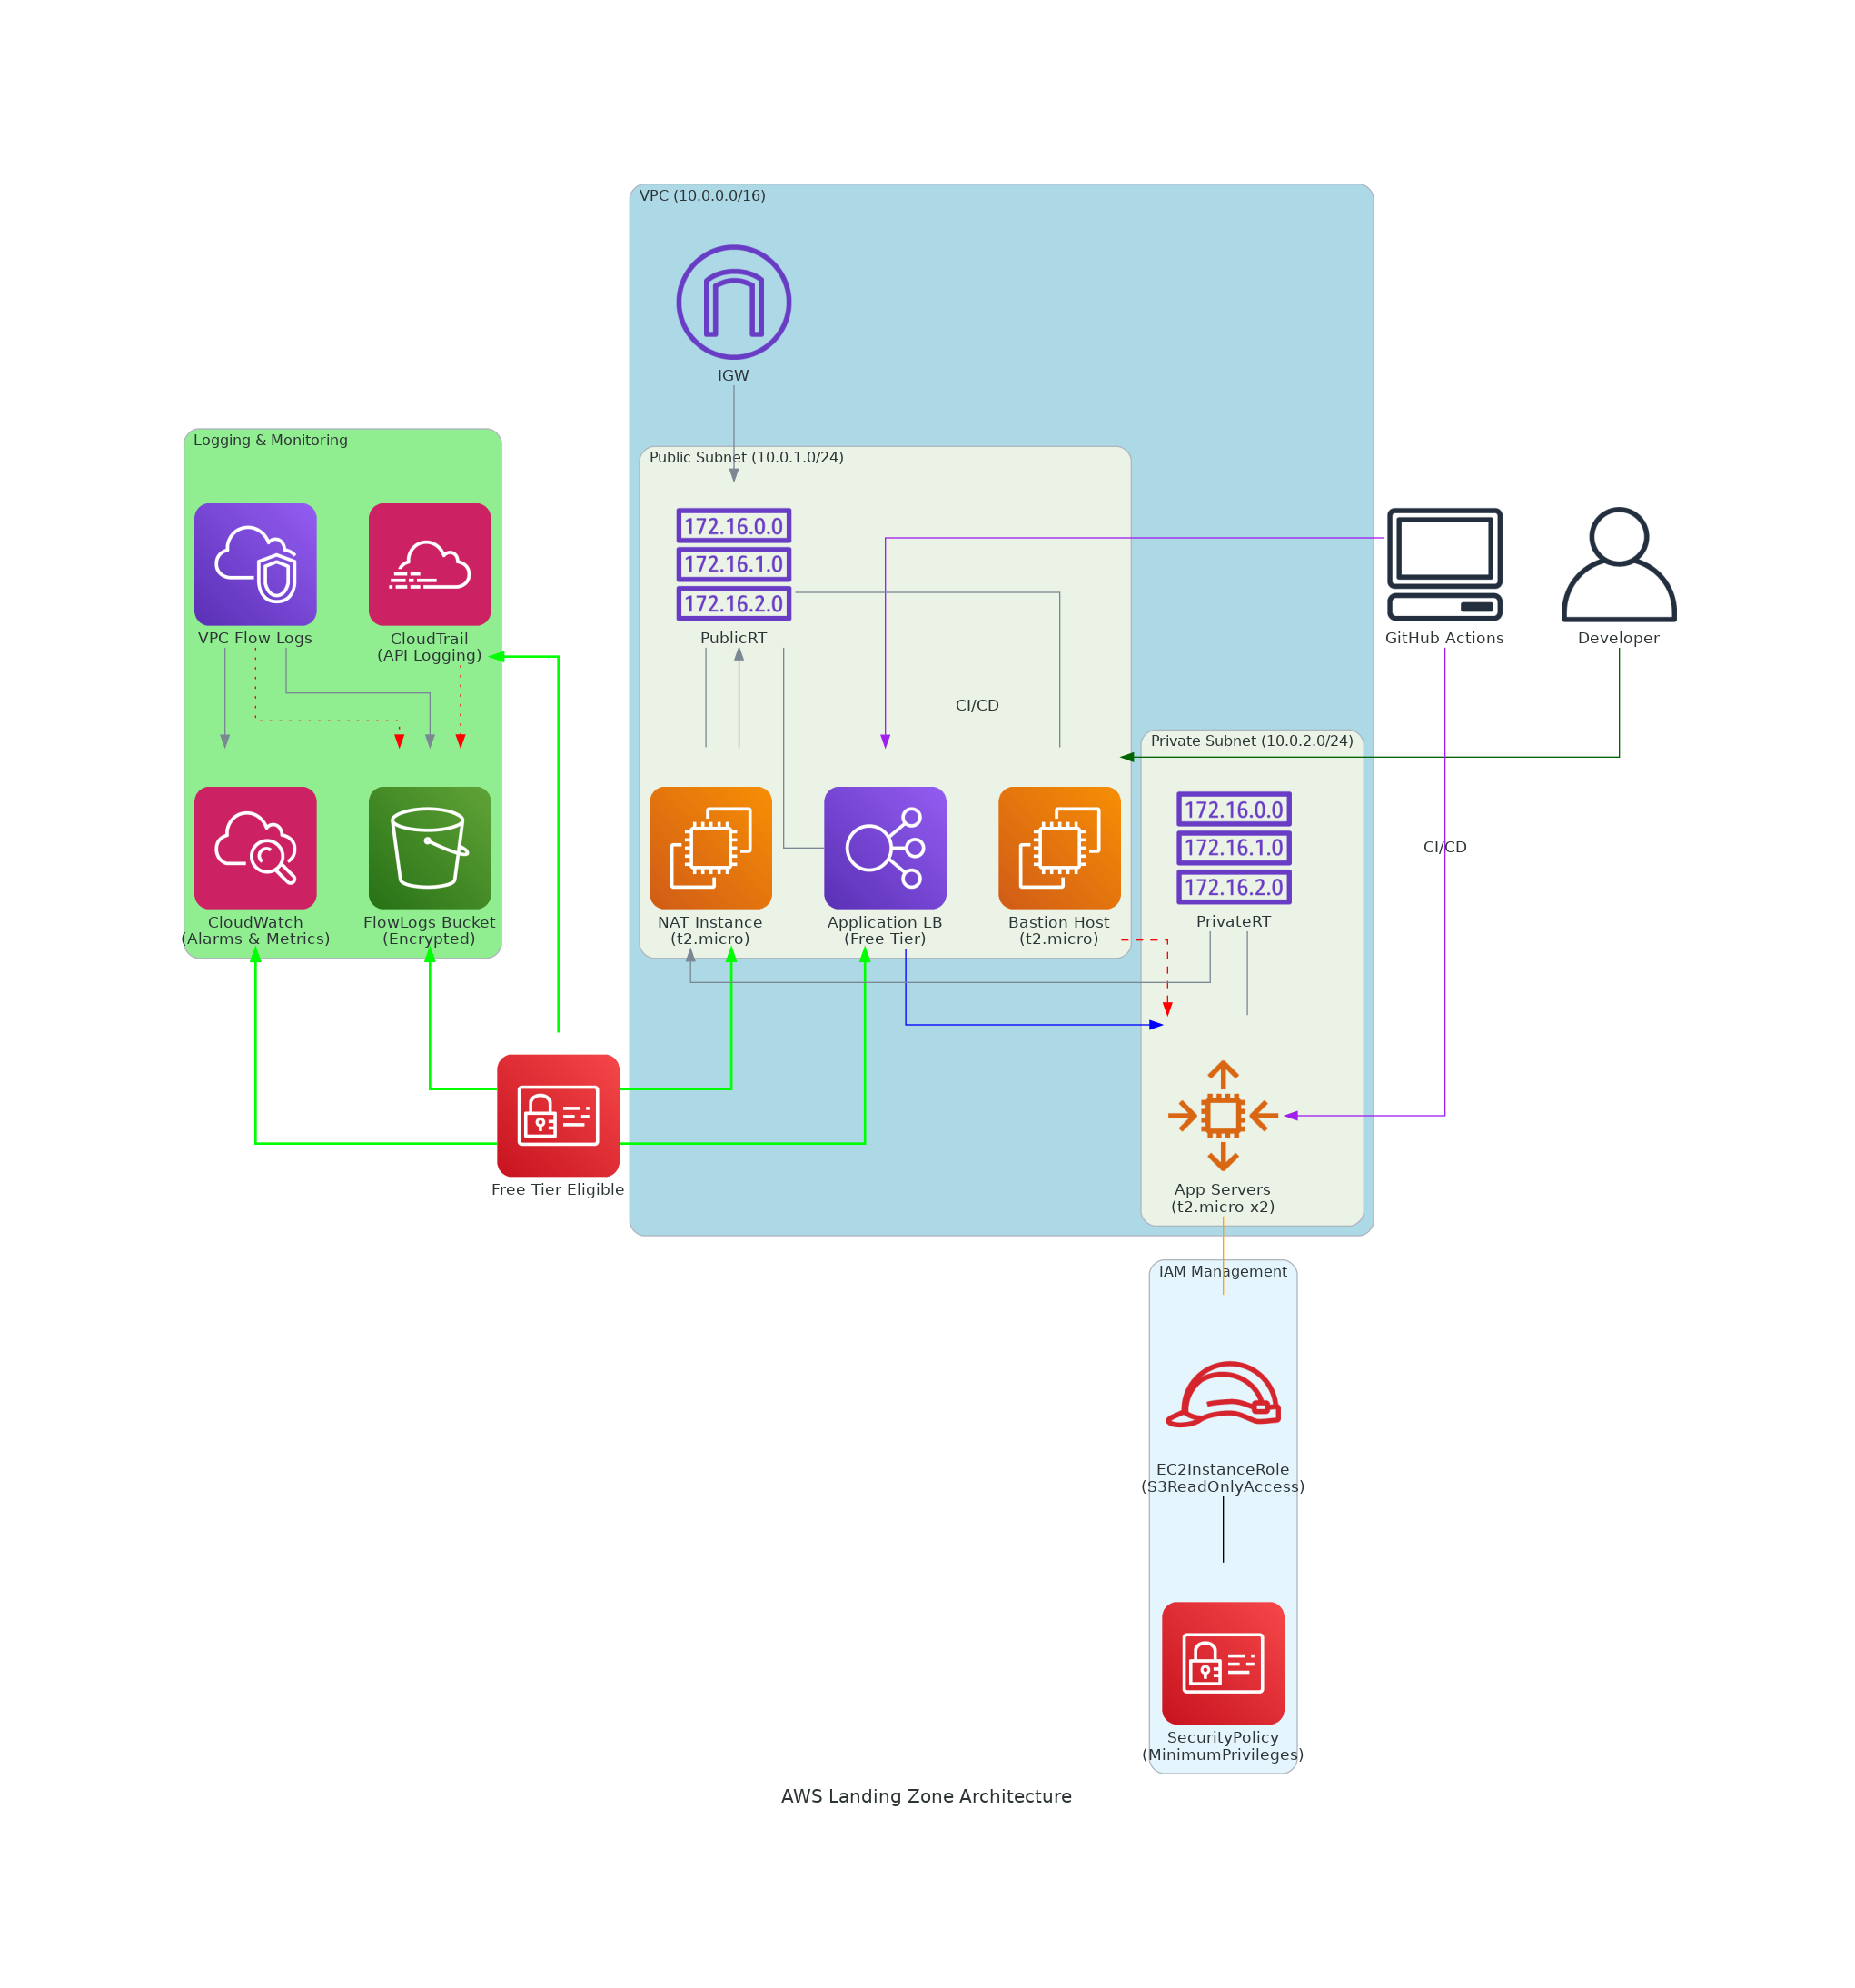 VPC (10.0.0.0/16)
IGW
Logging & Monitoring
VPC Flow Logs
CloudTrail
(API Logging)
CloudWatch
(Alarms & Metrics)
FlowLogs Bucket
(Encrypted)
Public Subnet (10.0.1.0/24)
172.16.0.0
172.16.1.0
172.16.2.0
PublicRT
CI/CD
NAT Instance
(t2.micro)
Application LB
(Free Tier)
Bastion Host
(t2.micro)
GitHub Actions
Developer
Private Subnet (10.0.2.0/24)
172.16.0.0
172.16.1.0
172.16.2.0
PrivateRT
CI/CD
Free Tier Eligible
App Servers
(t2.micro x2)
IAM Management
EC2InstanceRole
(S3ReadOnlyAccess)
SecurityPolicy
(MinimumPrivileges)
AWS Landing Zone Architecture